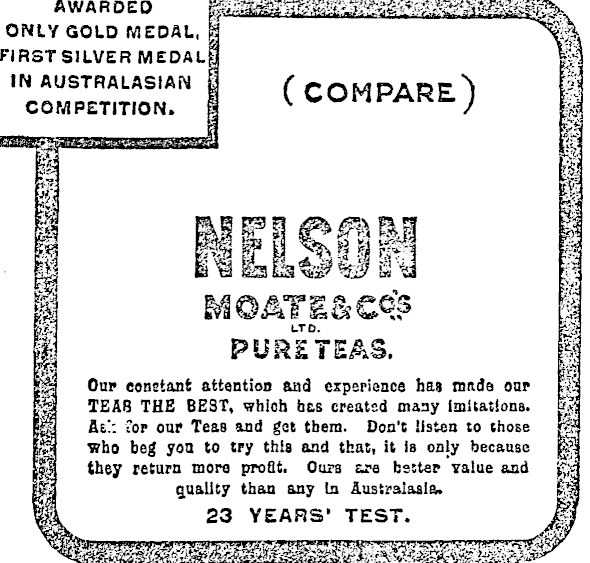 AWARDED
ONLY GOLD MEDAL,
FIRST SILVER MEDAL
IN AUSTRALASIAN
COMPETITION.
(COMPARE)
NELSON
MOATE & CO'S
LTD.
PURE TEAS.
Our constant attention and experience has made our
TEAS THE BEST, which has created many imitations.
Ask for our Teas and get them. Don't listen to those
who beg you to try this and that, it is only because
they return more profit. Ours are better value and
quality than any in Australasia.
23 YEARS' TEST.